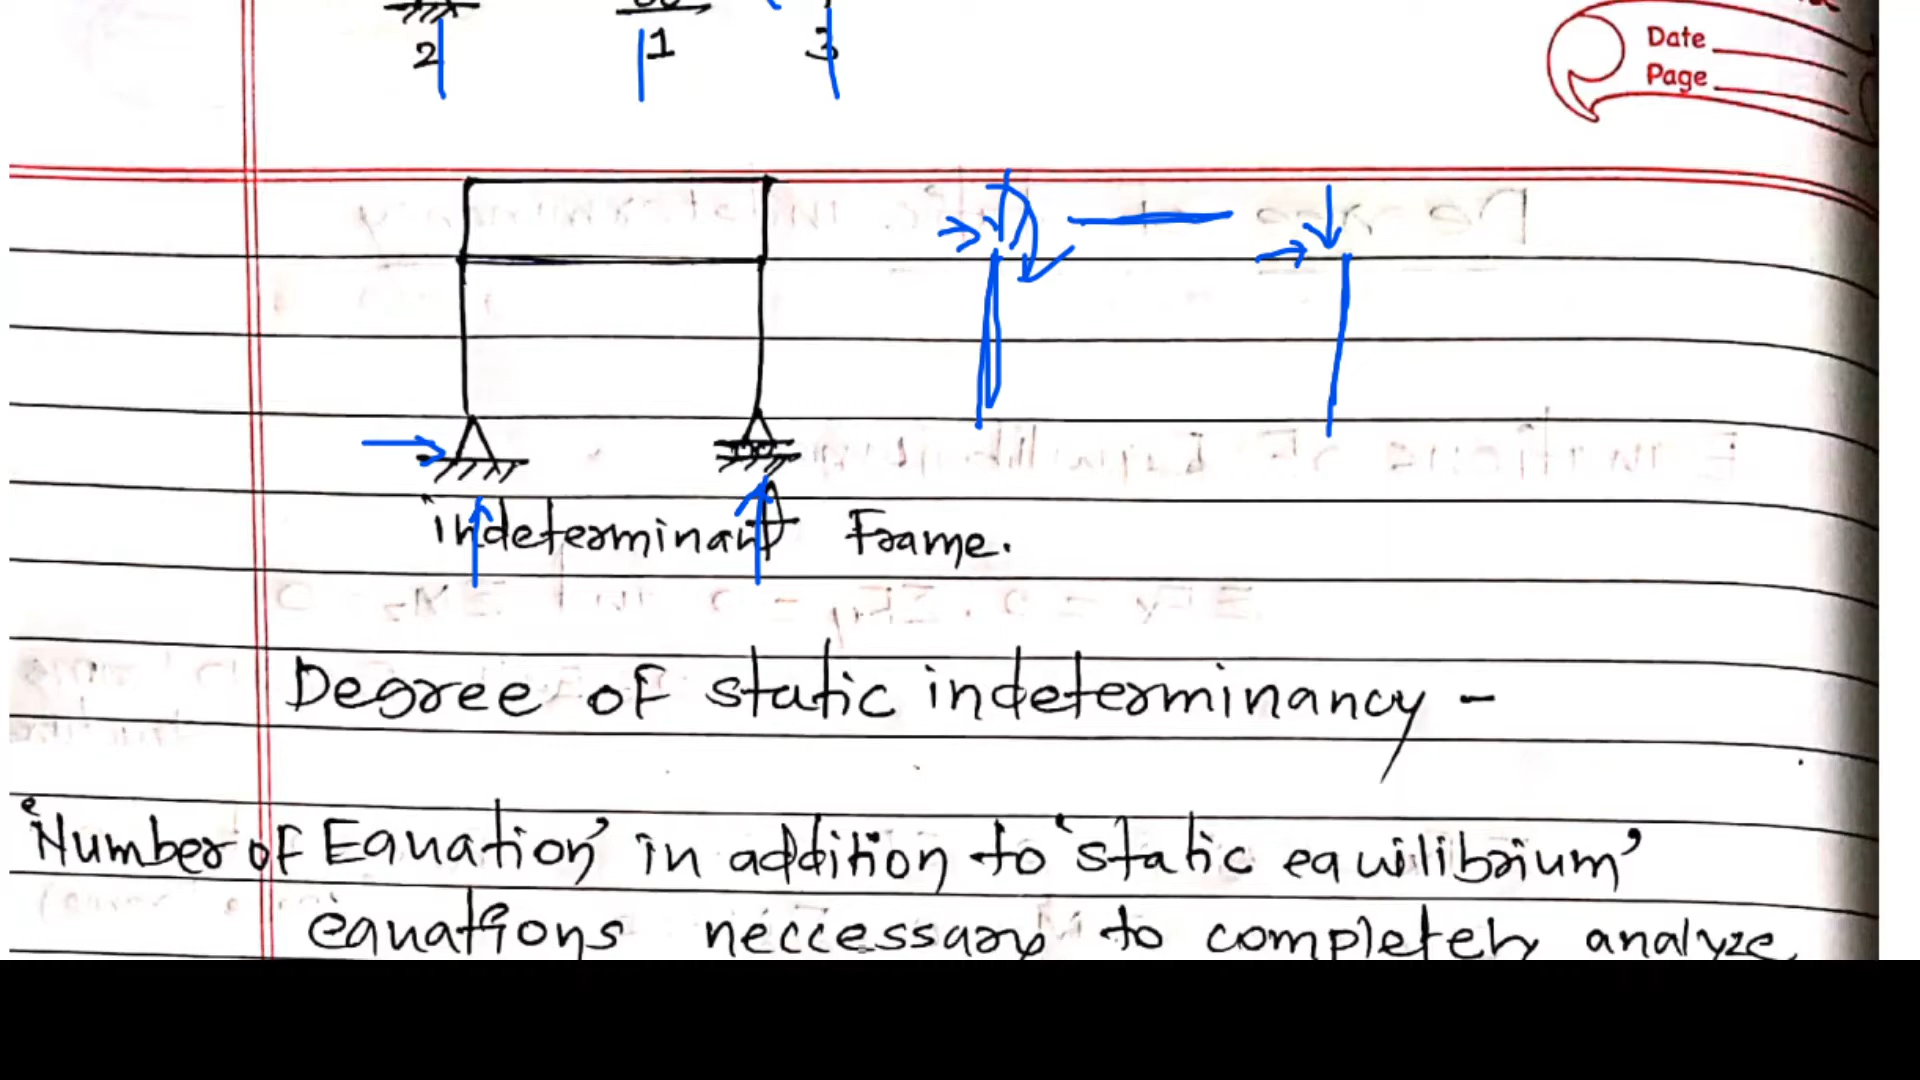 2 1 3
Date
Page
indeterminant Frame.
Degree of static indeterminancy -
'Number of Equation' in addition to 'static equilibrium'
equations neccessary to completely analyze